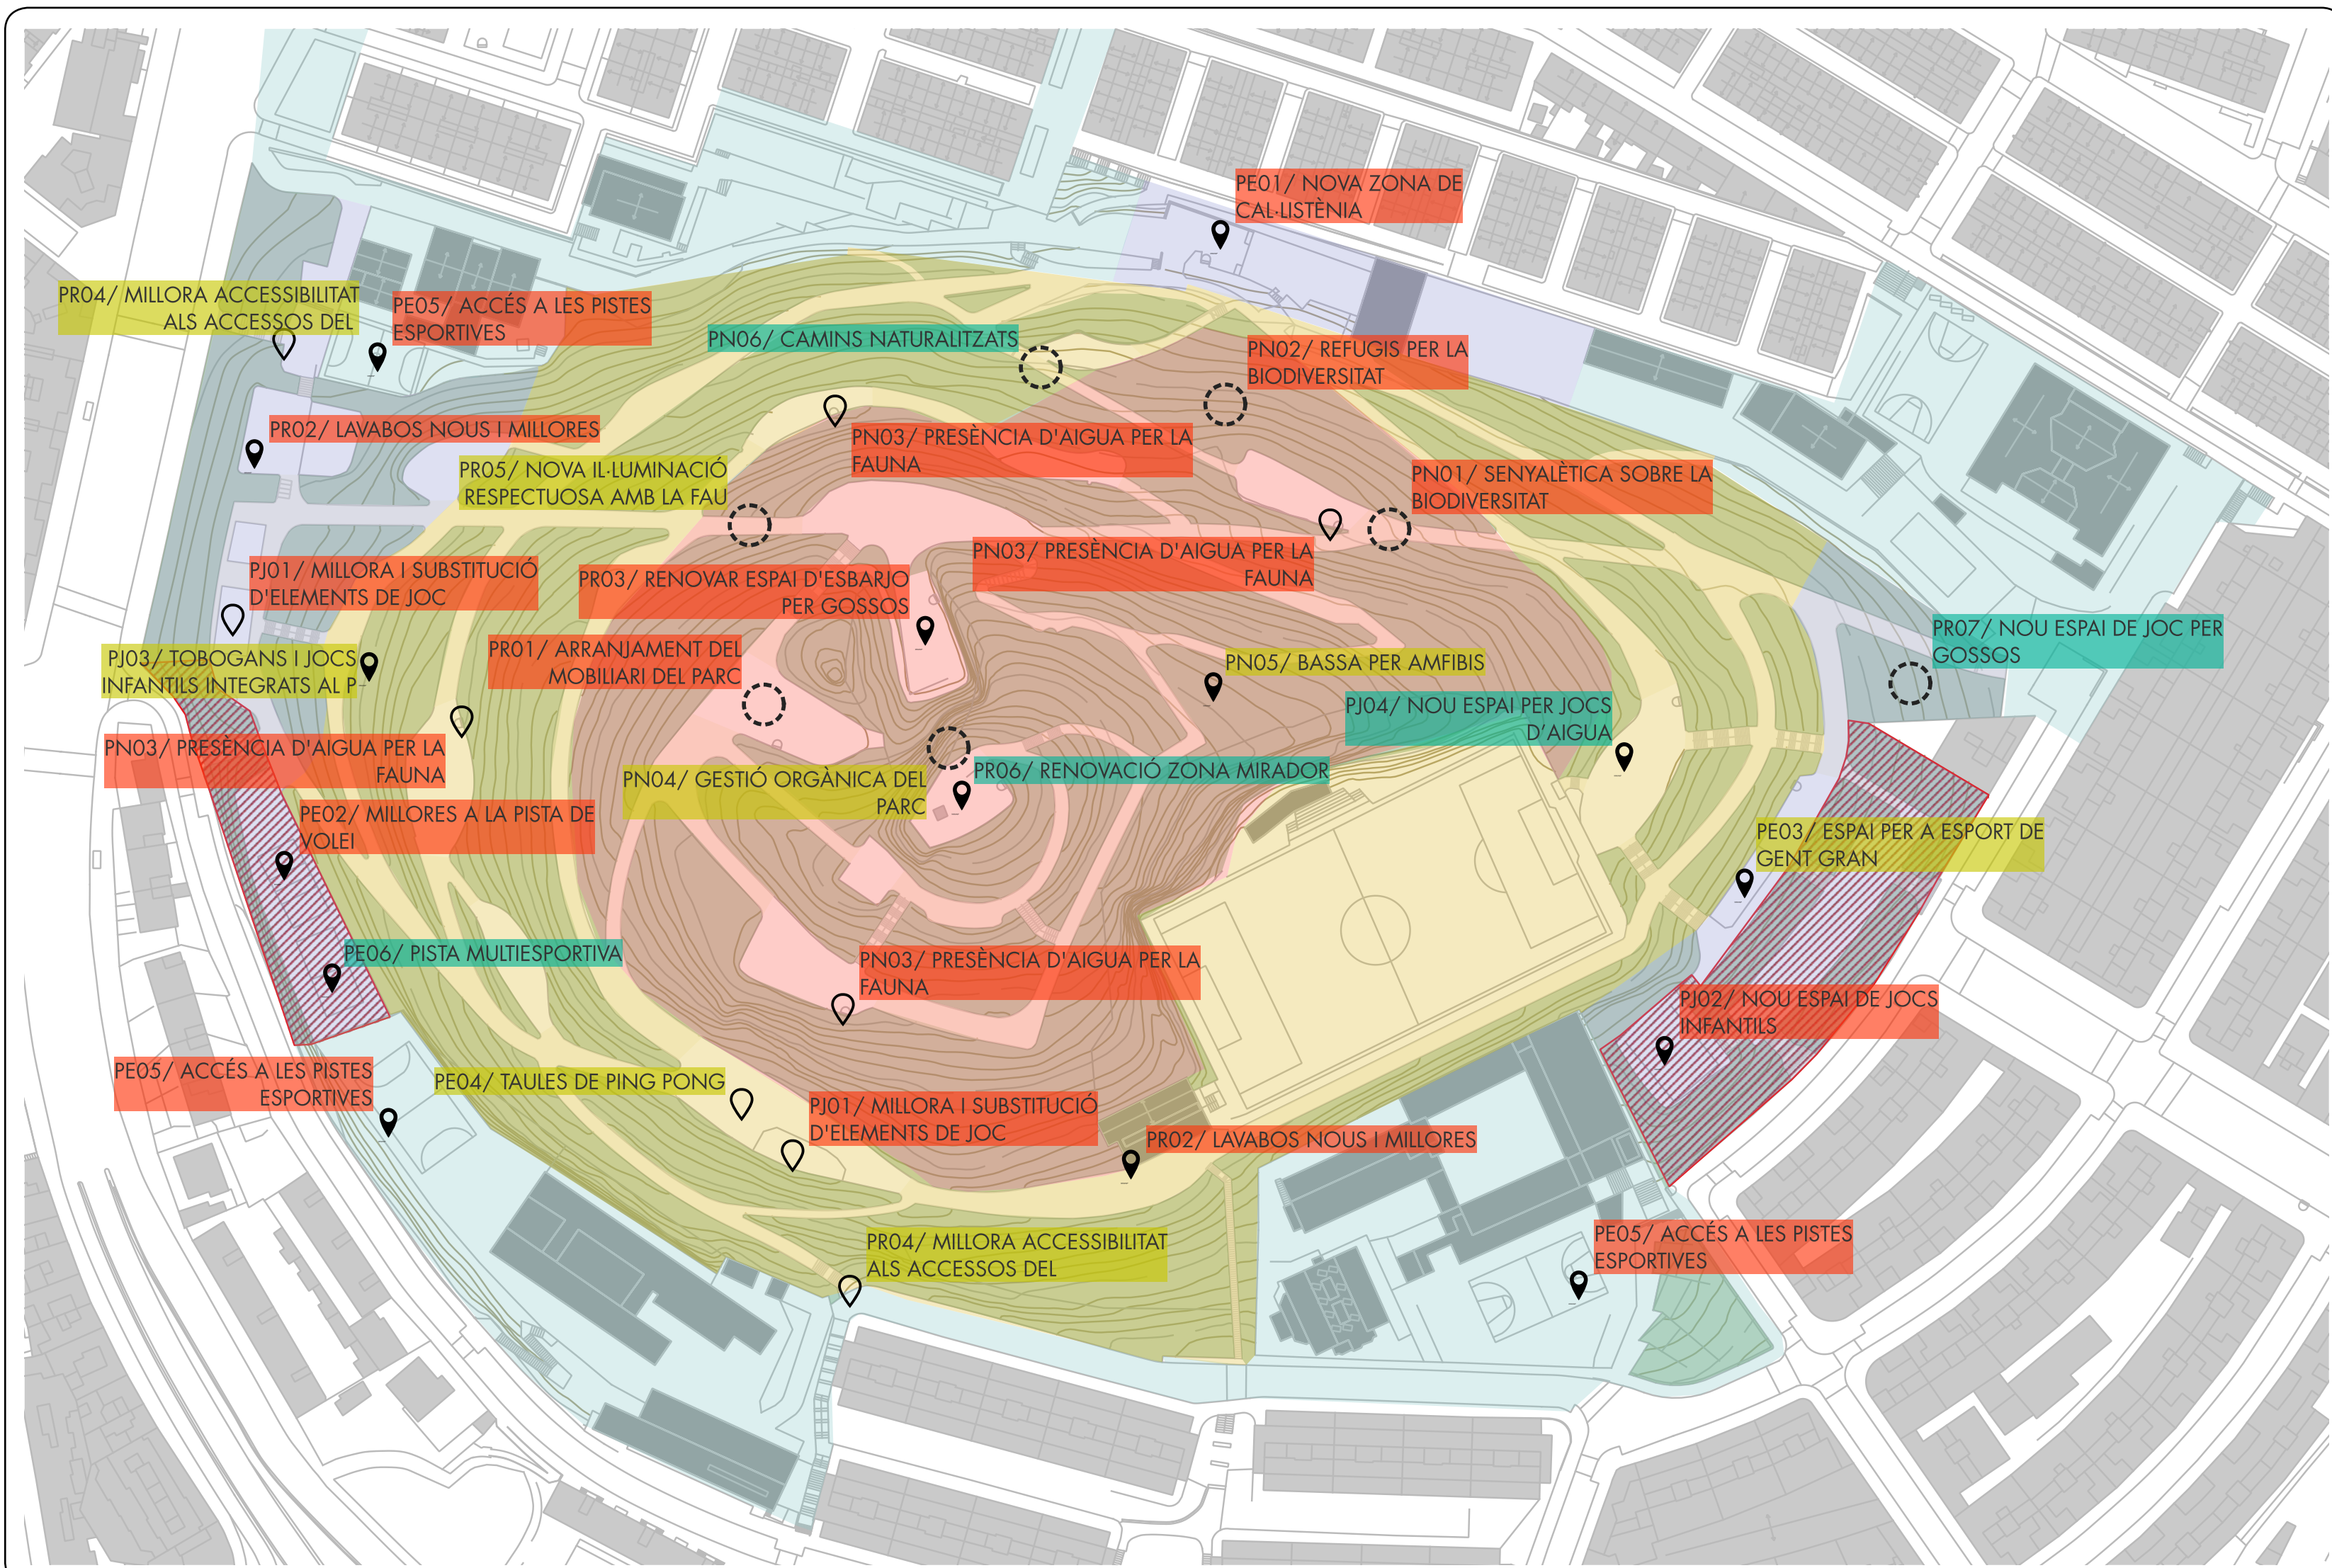 PE01/ NOVA ZONA DE
CAL·LISTÈNIA
PR04/ MILLORA ACCESSIBILITAT
ALS ACCESSOS DEL
PE05/ ACCÉS A LES PISTES
ESPORTIVES
PN06/ CAMINS NATURALITZATS
PN02/ REFUGIS PER LA
BIODIVERSITAT
PR02/ LAVABOS NOUS I MILLORES
PN03/ PRESÈNCIA D'AIGUA PER LA
FAUNA
PR05/ NOVA IL·LUMINACIÓ
RESPECTUOSA AMB LA FAU
PN01/ SENYALÈTICA SOBRE LA
BIODIVERSITAT
PN03/ PRESÈNCIA D'AIGUA PER LA
FAUNA
PJ01/ MILLORA I SUBSTITUCIÓ
D'ELEMENTS DE JOC
PR03/ RENOVAR ESPAI D'ESBARJO
PER GOSSOS
PR07/ NOU ESPAI DE JOC PER
GOSSOS
PR01/ ARRANJAMENT DEL
MOBILIARI DEL PARC
PJ03/ TOBOGANS I JOCS
INFANTILS INTEGRATS AL P
PN05/ BASSA PER AMFIBIS
PJ04/ NOU ESPAI PER JOCS
D’AIGUA
PN03/ PRESÈNCIA D'AIGUA PER LA
FAUNA
PN04/ GESTIÓ ORGÀNICA DEL
PARC
PR06/ RENOVACIÓ ZONA MIRADOR
PE02/ MILLORES A LA PISTA DE
VOLEI
PE03/ ESPAI PER A ESPORT DE
GENT GRAN
PE06/ PISTA MULTIESPORTIVA
PN03/ PRESÈNCIA D'AIGUA PER LA
FAUNA
PJ02/ NOU ESPAI DE JOCS
INFANTILS
PE05/ ACCÉS A LES PISTES
ESPORTIVES
PE04/ TAULES DE PING PONG
PJ01/ MILLORA I SUBSTITUCIÓ
D'ELEMENTS DE JOC
PR02/ LAVABOS NOUS I MILLORES
PR04/ MILLORA ACCESSIBILITAT
ALS ACCESSOS DEL
PE05/ ACCÉS A LES PISTES
ESPORTIVES